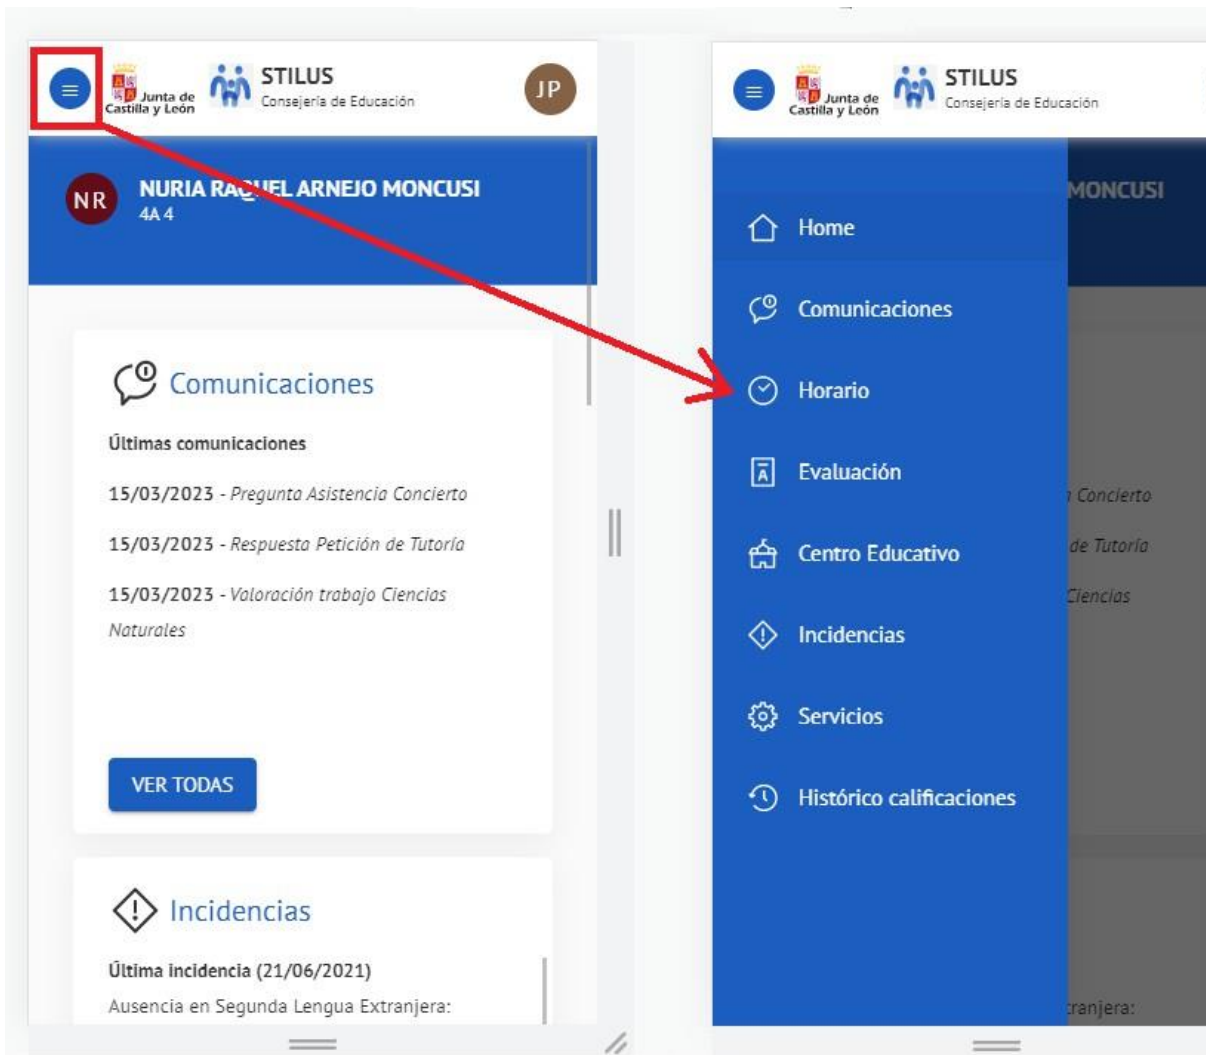 Junta de
Castilla y León
STILUS
Consejería de Educación
JP
NR
NURIA RAQUEL ARNEJO MONCUSI
4A 4
Comunicaciones
Últimas comunicaciones
15/03/2023 - Pregunta Asistencia Concierto
15/03/2023 - Respuesta Petición de Tutoría
15/03/2023 - Valoración trabajo Ciencias
Naturales
VER TODAS
Incidencias
Última incidencia (21/06/2021)
Ausencia en Segunda Lengua Extranjera:
Junta de
Castilla y León
STILUS
Consejería de Educación
MONCUSI
Home
Comunicaciones
Horario
Evaluación
Concierto
Centro Educativo
de Tutoría
Ciencias
Incidencias
Servicios
Histórico calificaciones
tranjera: